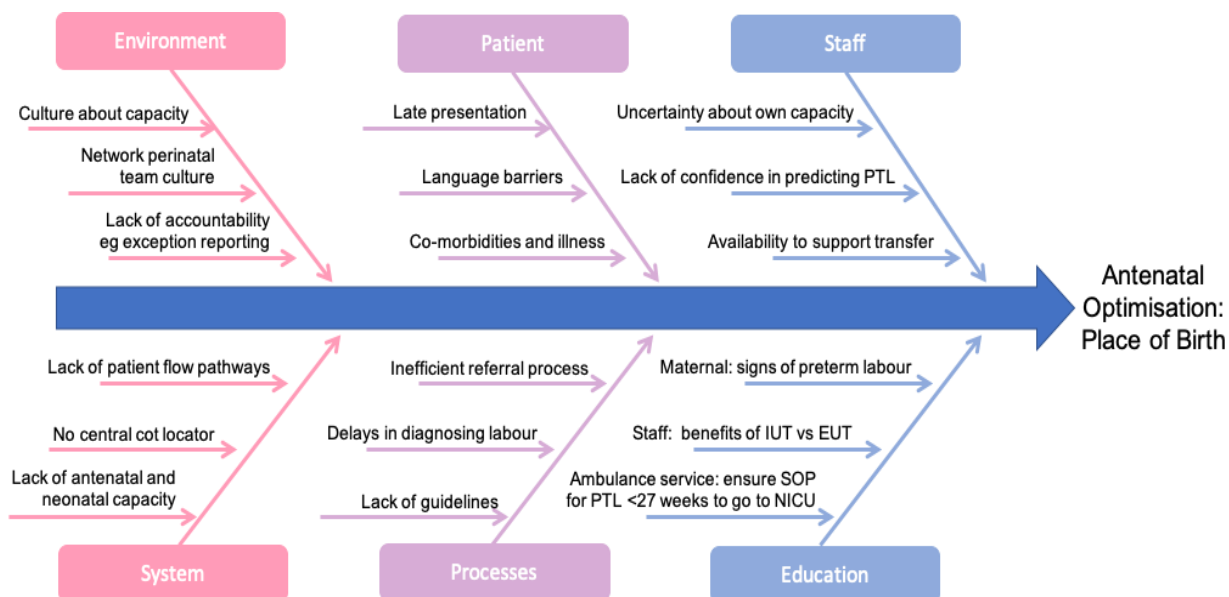 Environment
Patient
Staff
Culture about capacity
Network perinatal
team culture
Lack of accountability
eg exception reporting
Late presentation
Language barriers
Co-morbidities and illness
Uncertainty about own capacity
Lack of confidence in predicting PTL
Availability to support transfer
Antenatal
Optimisation:
Place of Birth
Lack of patient flow pathways
No central cot locator
Lack of antenatal and
neonatal capacity
Inefficient referral process
Delays in diagnosing labour
Lack of guidelines
Maternal: signs of preterm labour
Staff:  benefits of IUT vs EUT
Ambulance service: ensure SOP
for PTL <27 weeks to go to NICU
System
Processes
Education